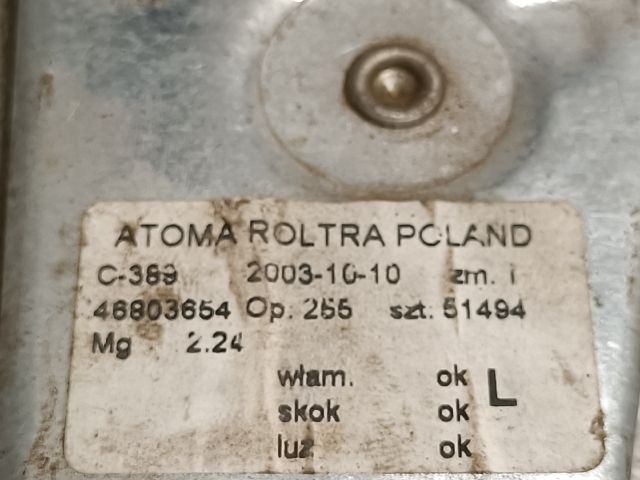 ATOMA ROLTRA POLAND
C-389 2003-10-10 zm. I
46803654 Op. 255 szt. 51494
Mg 2.24
włam. ok L
skok ok
luz ok